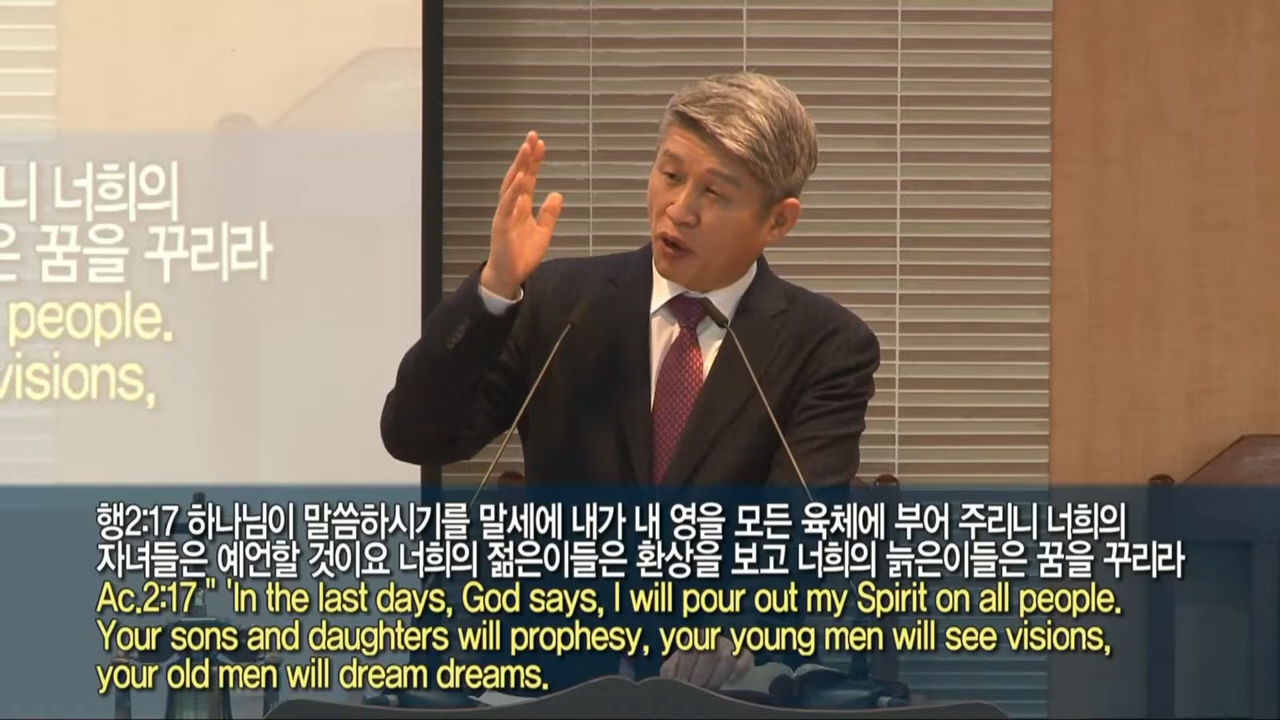 니 너희의
은 꿈을 꾸리라
people.
visions,
행2:17 하나님이 말씀하시기를 말세에 내가 내 영을 모든 육체에 부어 주리니 너희의
자녀들은 예언할 것이요 너희의 젊은이들은 환상을 보고 너희의 늙은이들은 꿈을 꾸리라
Ac.2:17 " 'In the last days, God says, I will pour out my Spirit on all people.
Your sons and daughters will prophesy, your young men will see visions,
your old men will dream dreams.